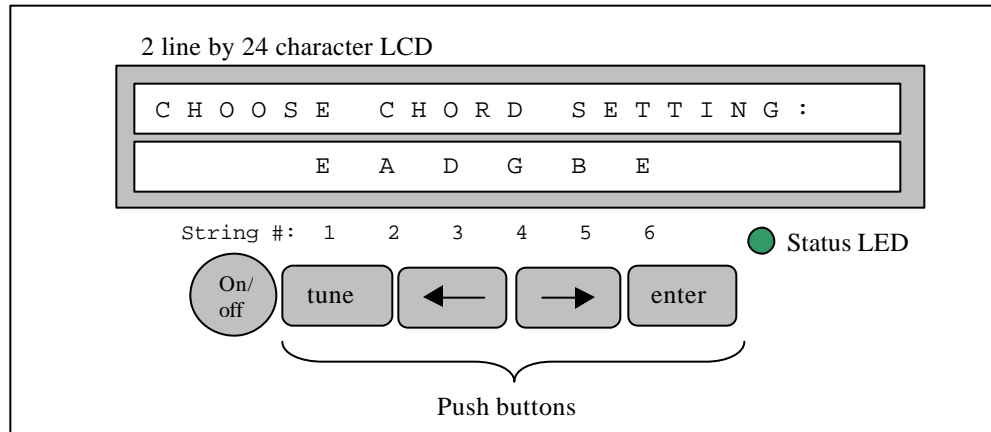 2 line by 24 character LCD
CHOOSE CHORD SETTING:
E A D G B E
String #: 1 2 3 4 5 6
Status LED
On/
off
tune
enter
Push buttons